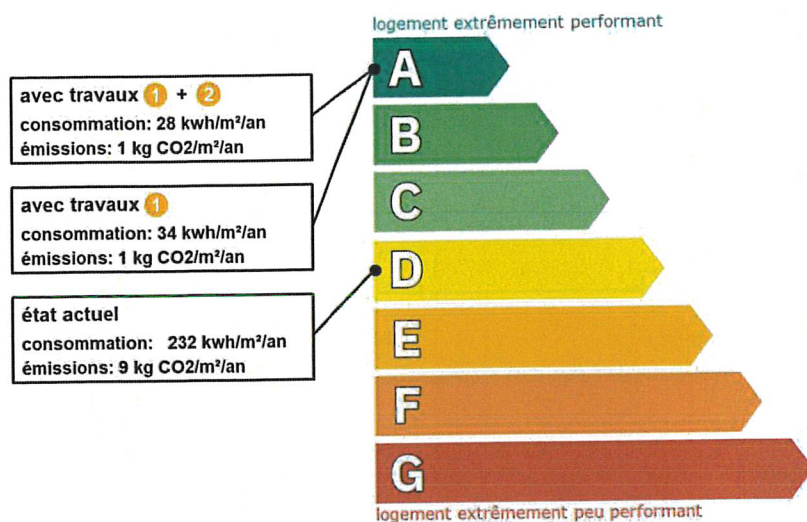 logement extrêmement performant
avec travaux 1 + 2
consommation: 28 kwh/m²/an
émissions: 1 kg CO2/m²/an
avec travaux 1
consommation: 34 kwh/m²/an
émissions: 1 kg CO2/m²/an
état actuel
consommation: 232 kwh/m²/an
émissions: 9 kg CO2/m²/an
A
B
C
D
E
F
G
logement extrêmement peu performant